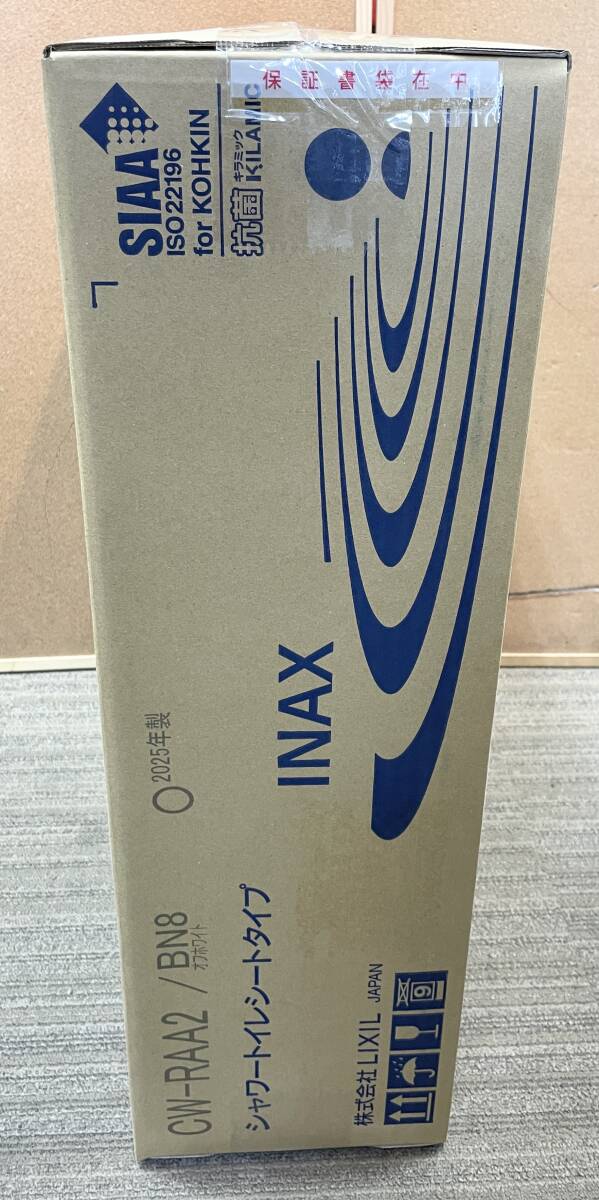 保証書袋在中
SIAA
ISO22196
for KOHKIN
抗菌 キラミック KILAMIC
INAX
2025年製
CW-RAA2 / BN8
オフホワイト
シャワートイレシートタイプ
株式会社 LIXIL JAPAN
9